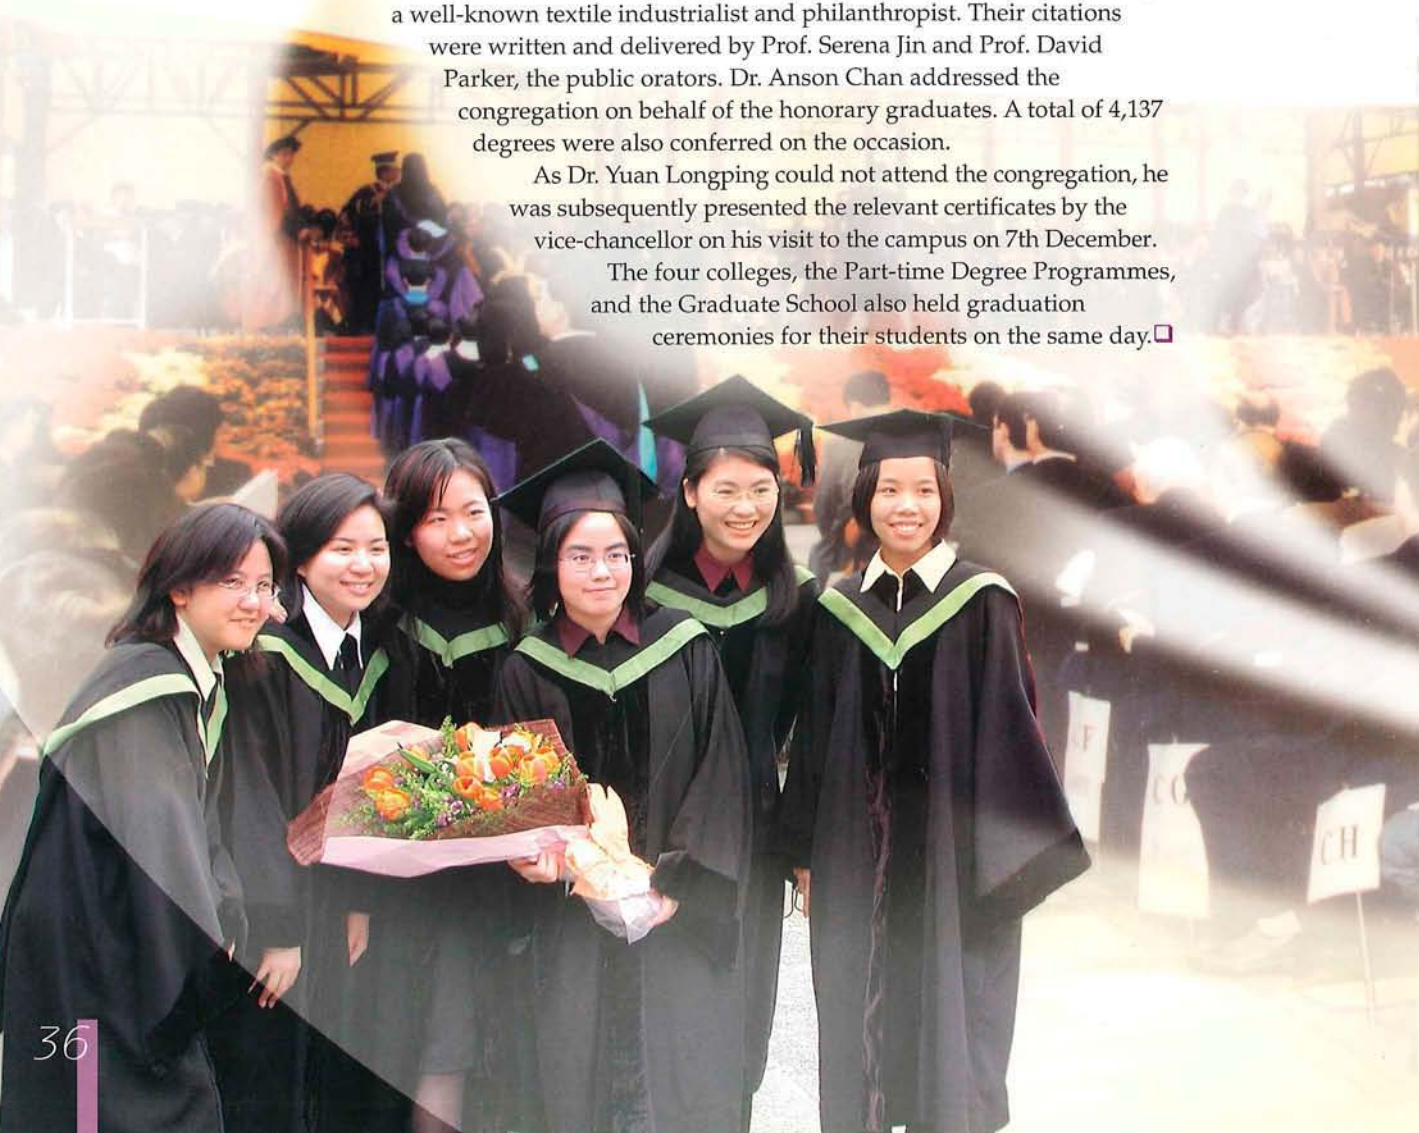 a well-known textile industrialist and philanthropist. Their citations
were written and delivered by Prof. Serena Jin and Prof. David
Parker, the public orators. Dr. Anson Chan addressed the
congregation on behalf of the honorary graduates. A total of 4,137
degrees were also conferred on the occasion.
As Dr. Yuan Longping could not attend the congregation, he
was subsequently presented the relevant certificates by the
vice-chancellor on his visit to the campus on 7th December.
The four colleges, the Part-time Degree Programmes,
and the Graduate School also held graduation
ceremonies for their students on the same day.❑
CG
CH
36